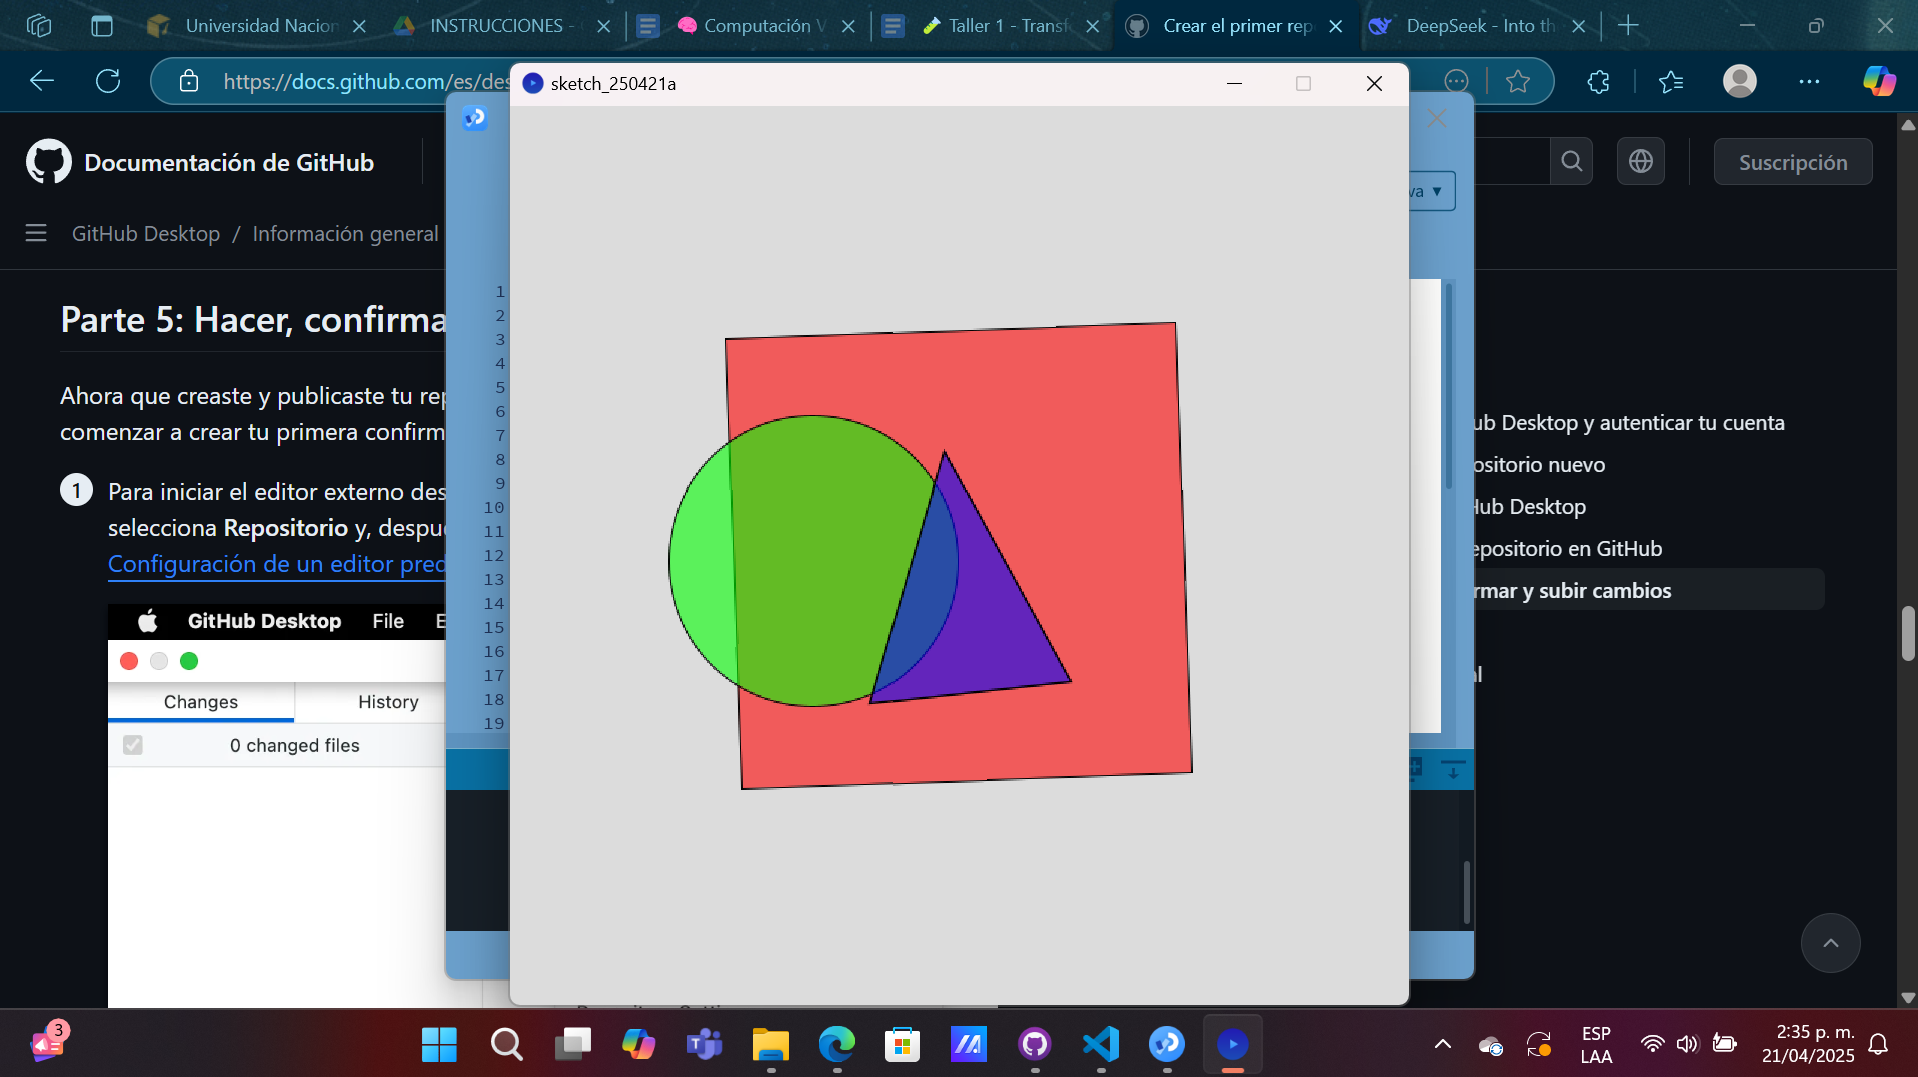 Universidad Nacion
INSTRUCCIONES -
Computación V
Taller 1 - Transf
Crear el primer rep
DeepSeek - Into th
https://docs.github.com/es/des
sketch_250421a
Documentación de GitHub
va
Suscripción
GitHub Desktop / Información general
Parte 5: Hacer, confirma
Ahora que creaste y publicaste tu rep
comenzar a crear tu primera confirm
1
Para iniciar el editor externo des
selecciona Repositorio y, despu
Configuración de un editor pred
GitHub Desktop File E
Changes History
0 changed files
1
2
3
4
5
6
7
8
9
10
11
12
13
14
15
16
17
18
19
ub Desktop y autenticar tu cuenta
ositorio nuevo
Hub Desktop
epositorio en GitHub
rmar y subir cambios
al
3
ESP
LAA
2:35 p. m.
21/04/2025